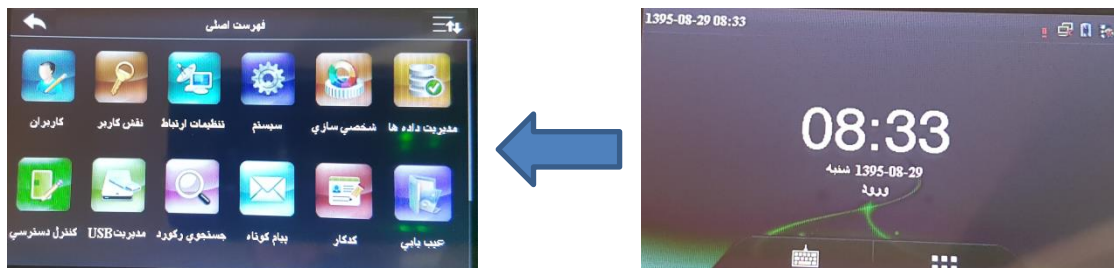 1395-08-29 08:33
08:33
1395-08-29 شنبه
ورود
فهرست اصلی
مدیریت داده ها
شخصي سازي
سیستم
تنظیمات ارتباط
نقش کاربر
کاربران
عیب یابي
کدکار
پیام کوتاه
جستجوي رکورد
مدیریتUSB
کنترل دسترسي